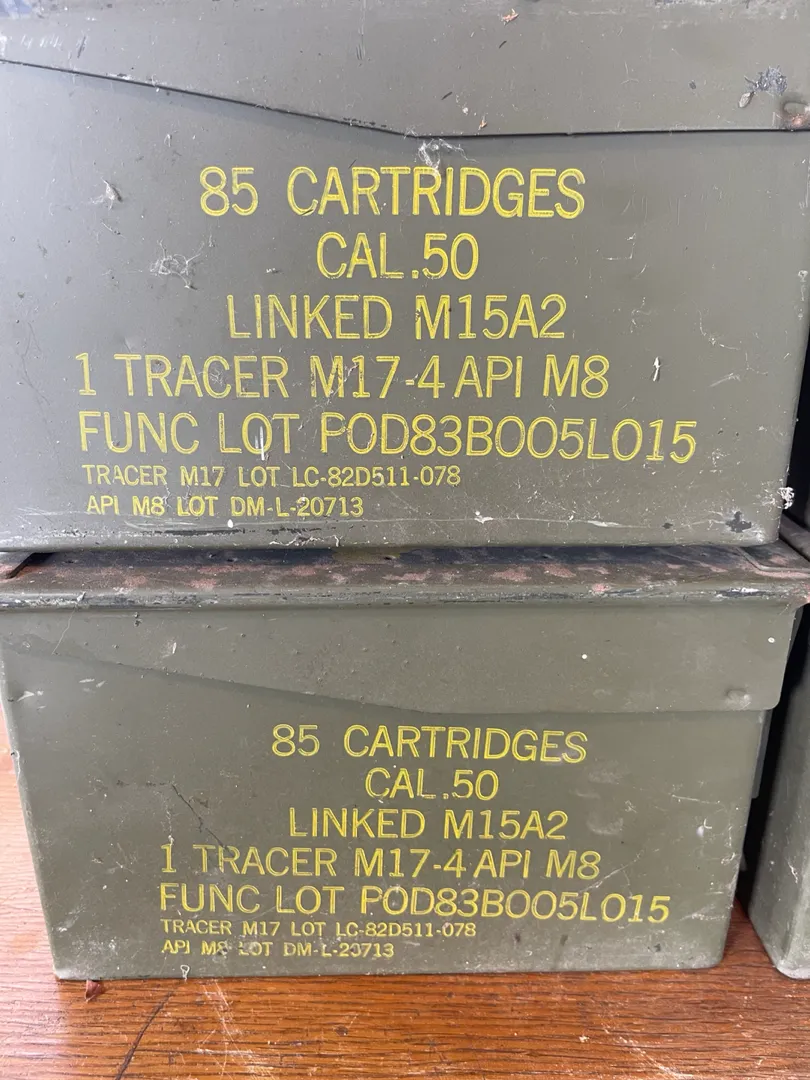 85 CARTRIDGES
CAL.50
LINKED M15A2
1 TRACER M17-4 API M8
FUNC LOT POD83B005L015
TRACER M17 LOT LC-82D511-078
API M8 LOT DM-L-20713
85 CARTRIDGES
CAL.50
LINKED M15A2
1 TRACER M17-4 API M8
FUNC LOT POD83B005L015
TRACER M17 LOT LC-82D511-078
API M8 LOT DM-L-20713